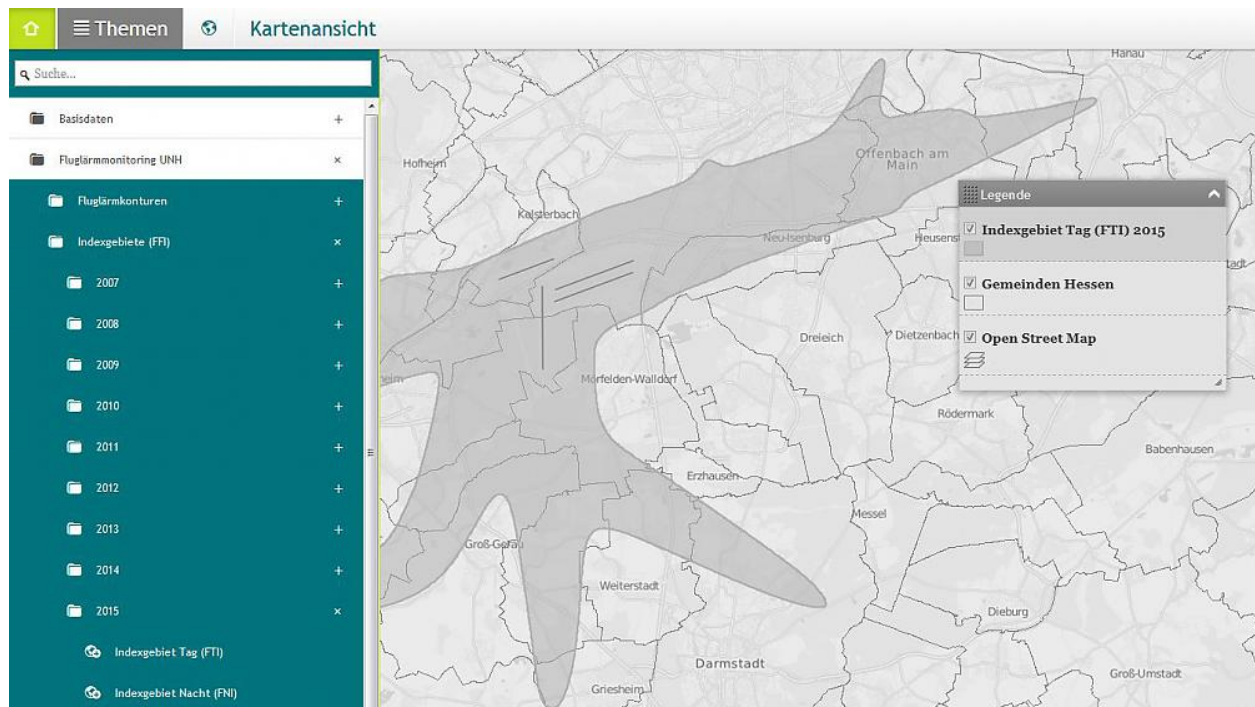 Themen
Kartenansicht
Suche...
Basisdaten
Fluglärmmonitoring UNH
Fluglärmkonturen
Indexgebiete (FFI)
2007
2008
2009
2010
2011
2012
2013
2014
2015
Indexgebiet Tag (FTI)
Indexgebiet Nacht (FNI)
Hanau
Hofheim
Offenbach am
Main
Kelsterbach
Neu-Isenburg
Heusens
Legende
Indexgebiet Tag (FTI) 2015
Gemeinden Hessen
Open Street Map
Dreieich
Dietzenbach
Mörfelden-Walldorf
Rödermark
Babenhausen
Erzhausen
Messel
Groß-Gerau
Weiterstadt
Dieburg
Darmstadt
Griesheim
Groß-Umstadt